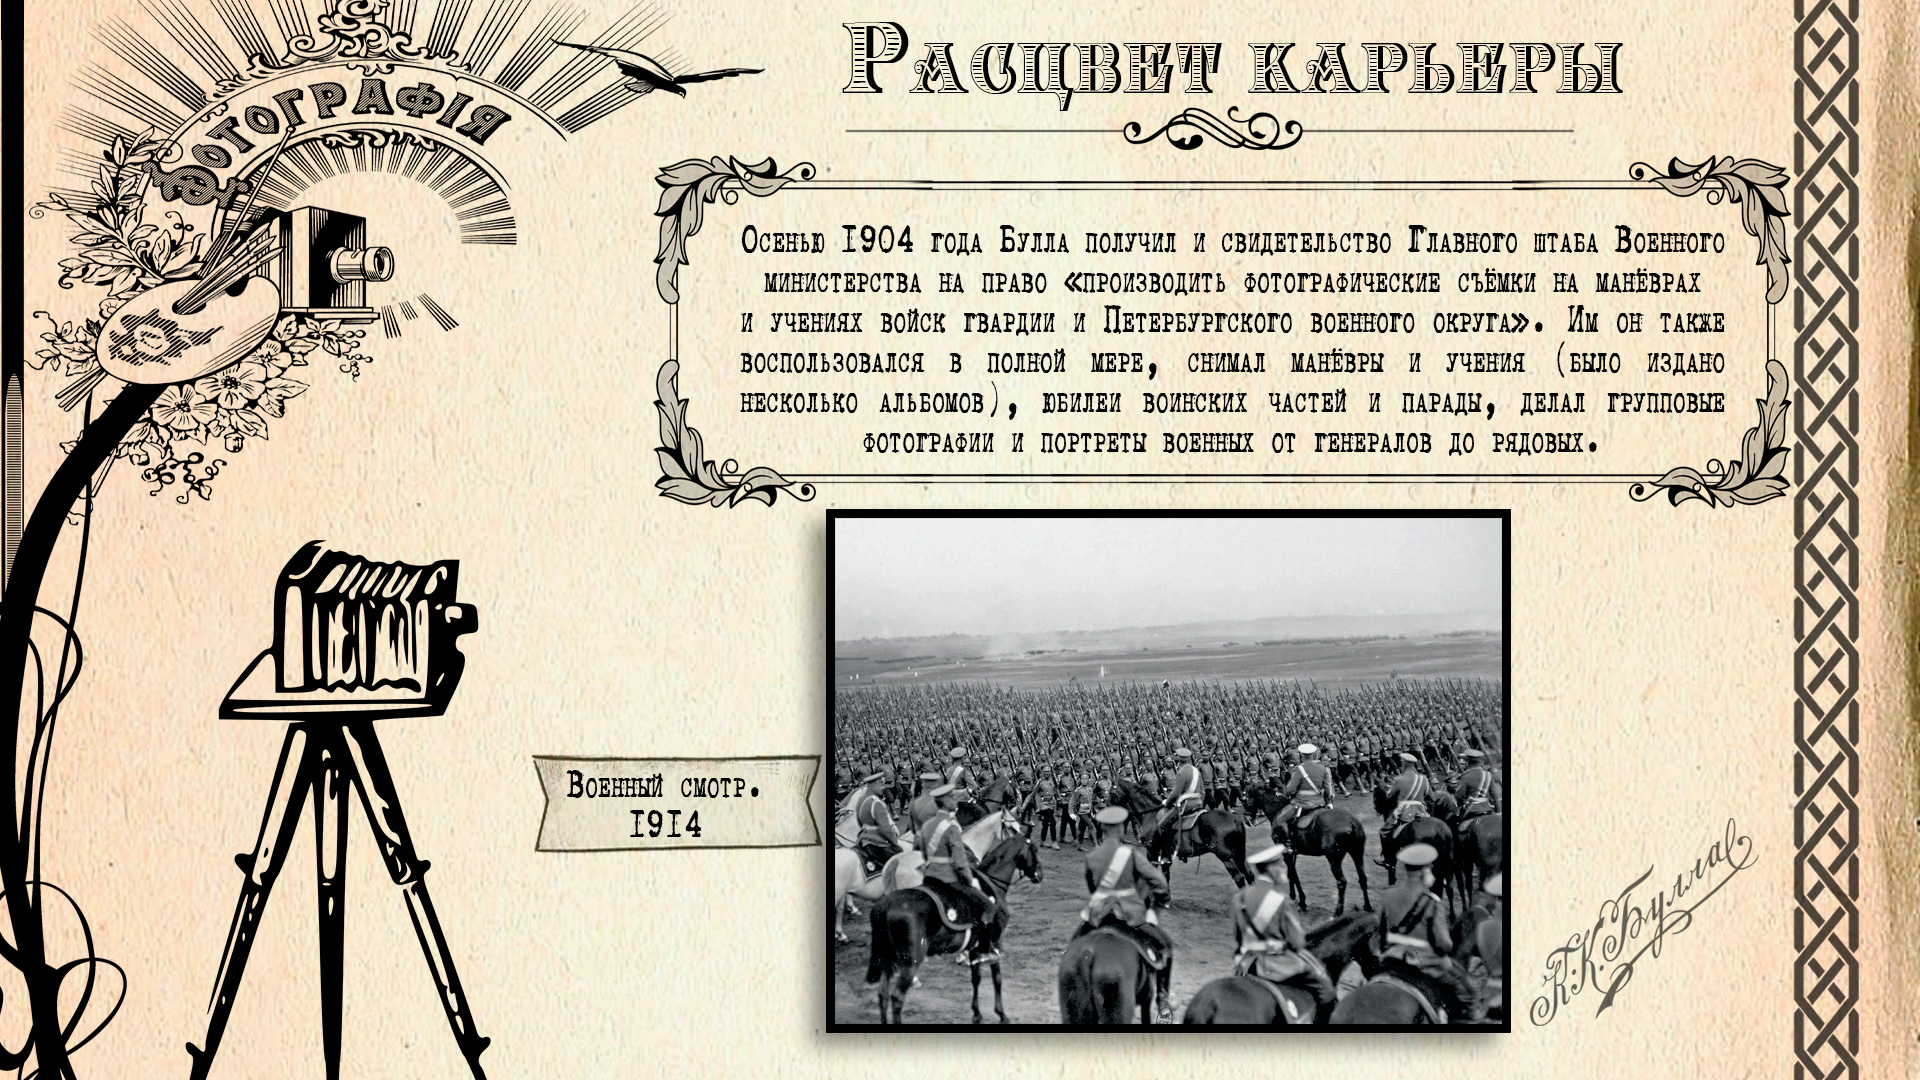 ФОТОГРАФІЯ
Расцвет карьеры
Осенью 1904 года Булла получил и свидетельство Главного штаба Военного
министерства на право «производить фотографические съёмки на манёврах
и учениях войск гвардии и Петербургского военного округа». Им он также
воспользовался в полной мере, снимал манёвры и учения (было издано
несколько альбомов), юбилеи воинских частей и парады, делал групповые
фотографии и портреты военных от генералов до рядовых.
Военный смотр.
1914
К.К.Булла